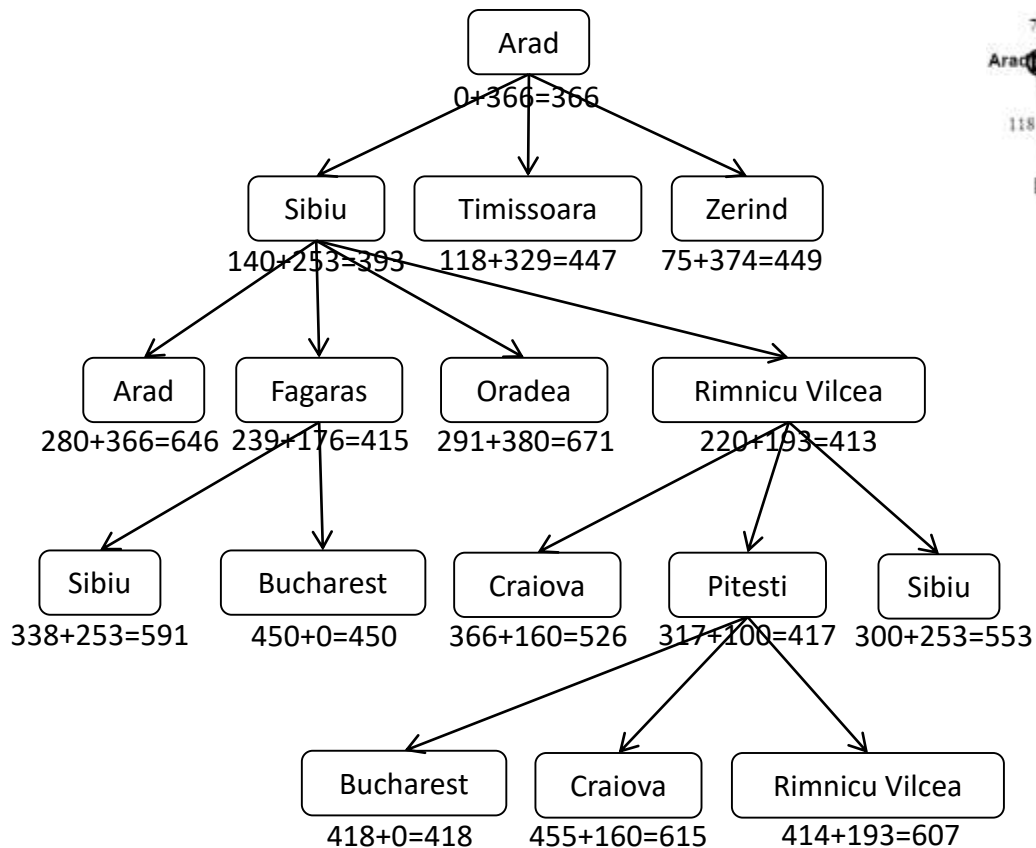 Arad
0+366=366
Arad
118
Sibiu
Timissoara
Zerind
140+253=393
118+329=447
75+374=449
Arad
Fagaras
Oradea
Rimnicu Vilcea
280+366=646
239+176=415
291+380=671
220+193=413
Sibiu
Bucharest
Craiova
Pitesti
Sibiu
338+253=591
450+0=450
366+160=526
317+100=417
300+253=553
Bucharest
Craiova
Rimnicu Vilcea
418+0=418
455+160=615
414+193=607